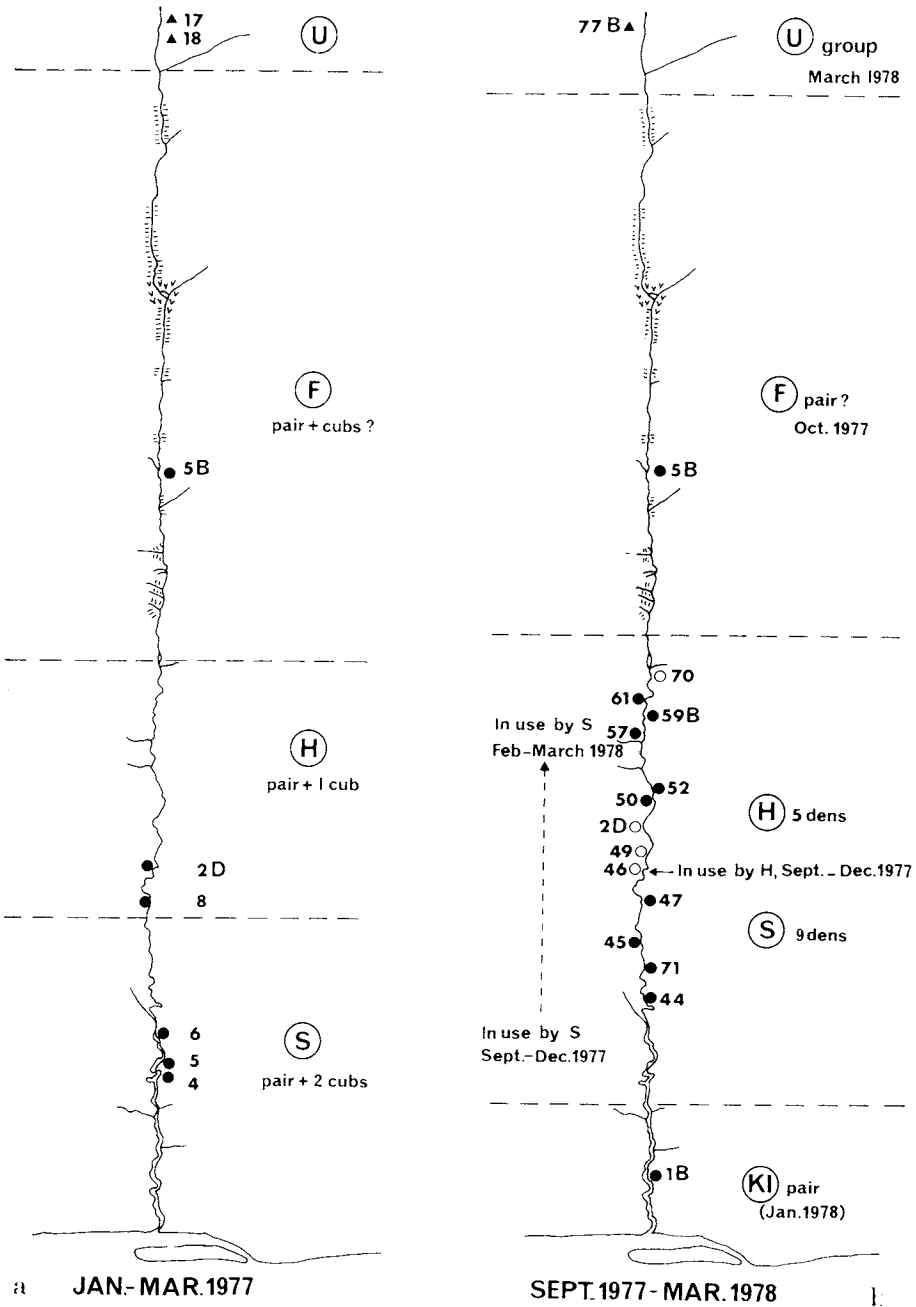 17
18
U
F
pair + cubs ?
5B
H
pair + 1 cub
2D
8
6
5
4
S
pair + 2 cubs
a
JAN.-MAR.1977
77B
U group
March 1978
F pair ?
Oct. 1977
5B
70
61
59B
In use by S
Feb-March 1978
57
52
50
H 5 dens
2D
49
46
In use by H, Sept. - Dec.1977
47
S 9 dens
45
71
44
In use by S
Sept.-Dec.1977
1B
KI pair
(Jan.1978)
SEPT.1977-MAR.1978